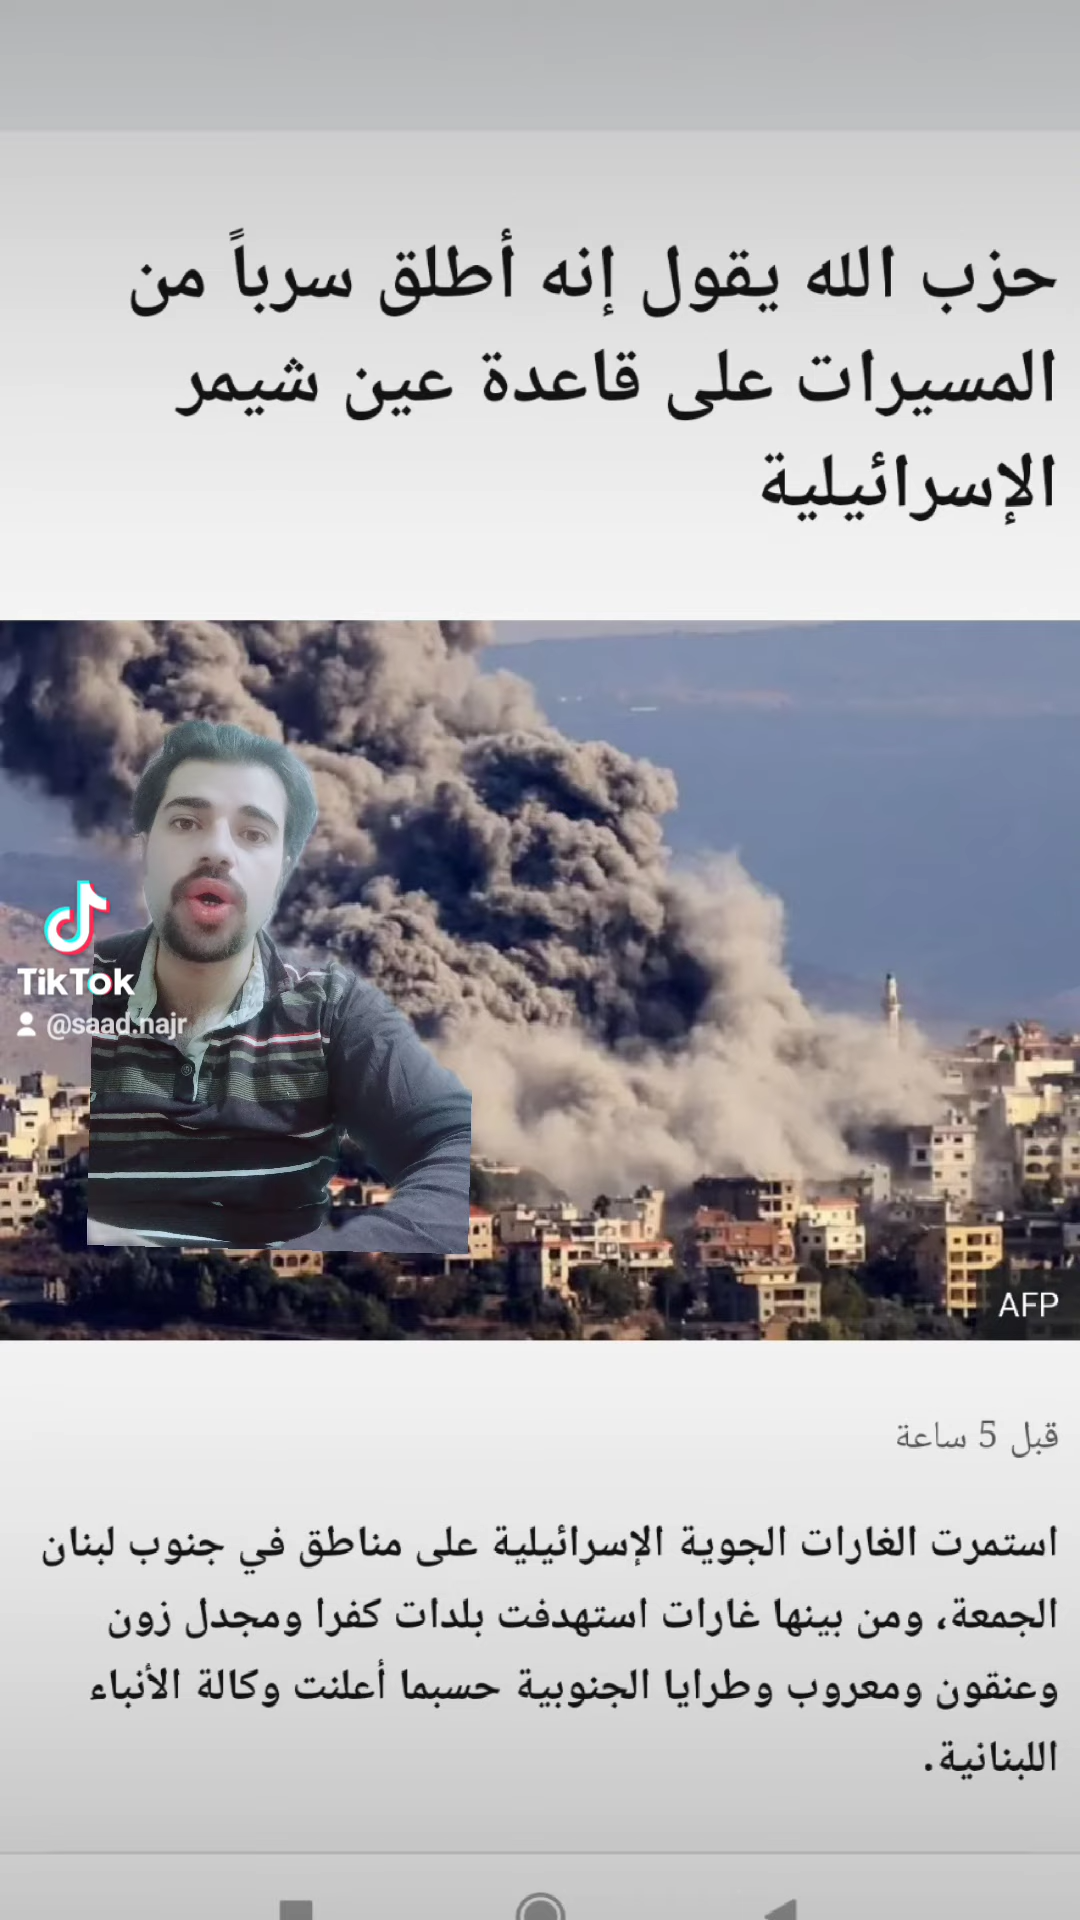 حزب الله يقول إنه أطلق سرباً من
المسيرات على قاعدة عين شيمر
الإسرائيلية
TikTok
@saad.najr
AFP
قبل 5 ساعة
استمرت الغارات الجوية الإسرائيلية على مناطق في جنوب لبنان
الجمعة، ومن بينها غارات استهدفت بلدات كفرا ومجدل زون
وعنقون ومعروب وطرايا الجنوبية حسبما أعلنت وكالة الأنباء
اللبنانية.